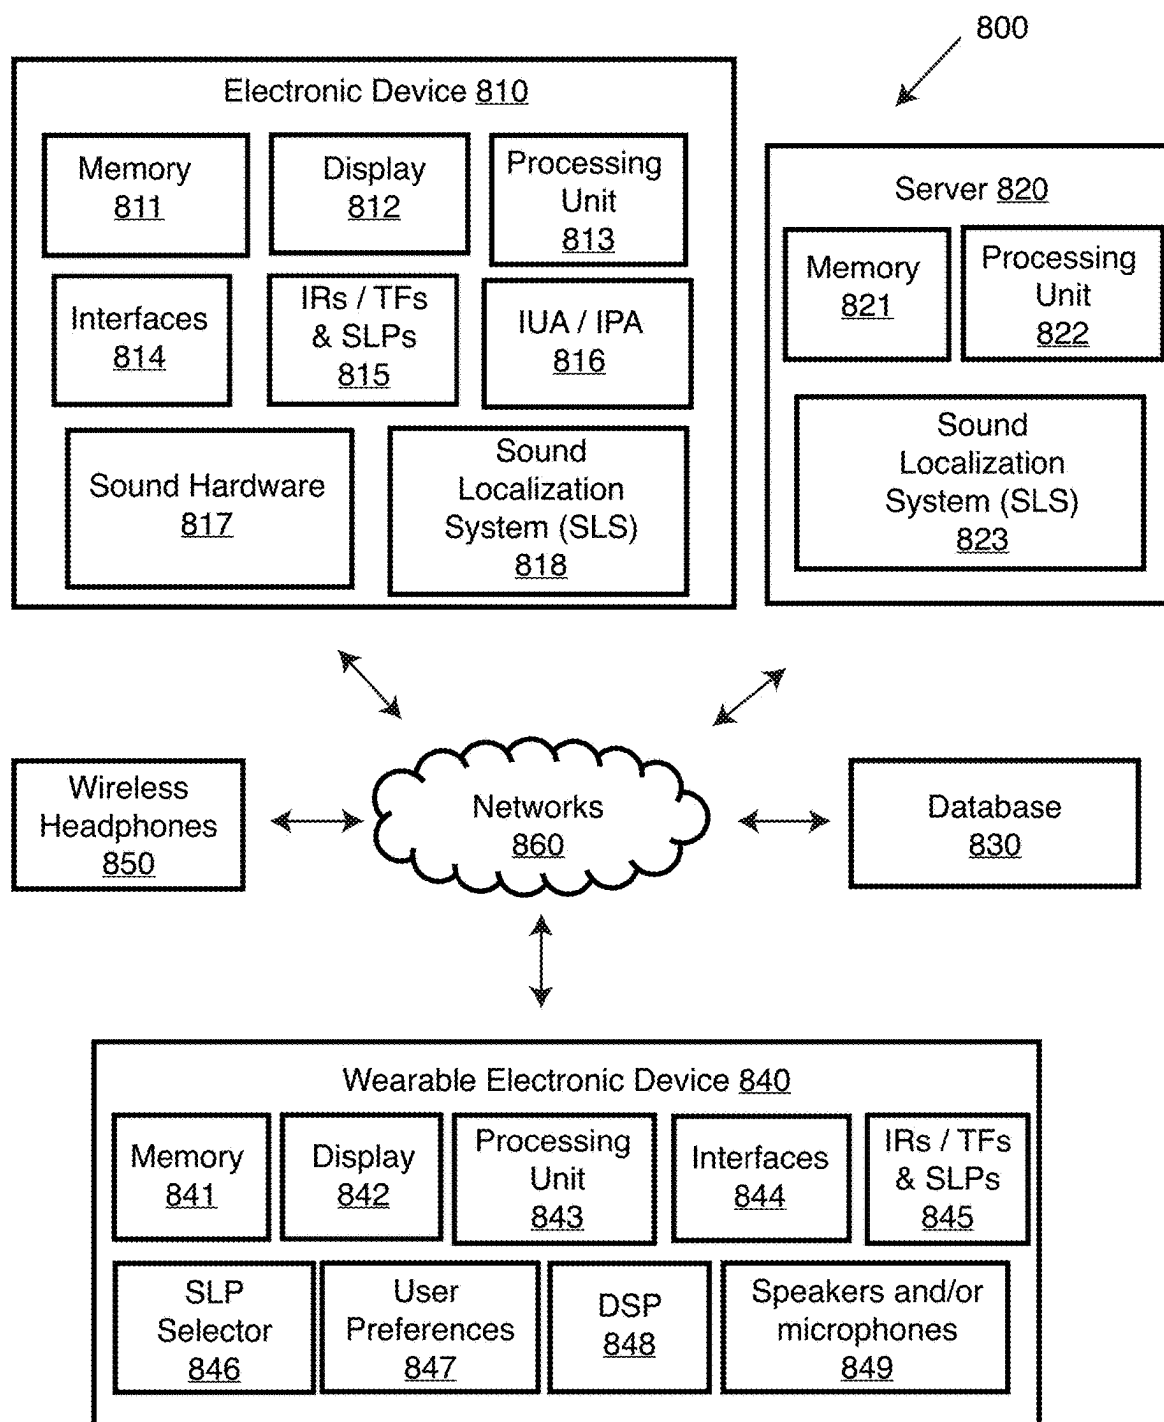 800
Electronic Device 810
Memory
811
Display
812
Processing
Unit
813
Interfaces
814
IRs / TFs
& SLPs
815
IUA / IPA
816
Sound Hardware
817
Sound
Localization
System (SLS)
818
Server 820
Memory
821
Processing
Unit
822
Sound
Localization
System (SLS)
823
Wireless
Headphones
850
Networks
860
Database
830
Wearable Electronic Device 840
Memory
841
Display
842
Processing
Unit
843
Interfaces
844
IRs / TFs
& SLPs
845
SLP
Selector
846
User
Preferences
847
DSP
848
Speakers and/or
microphones
849